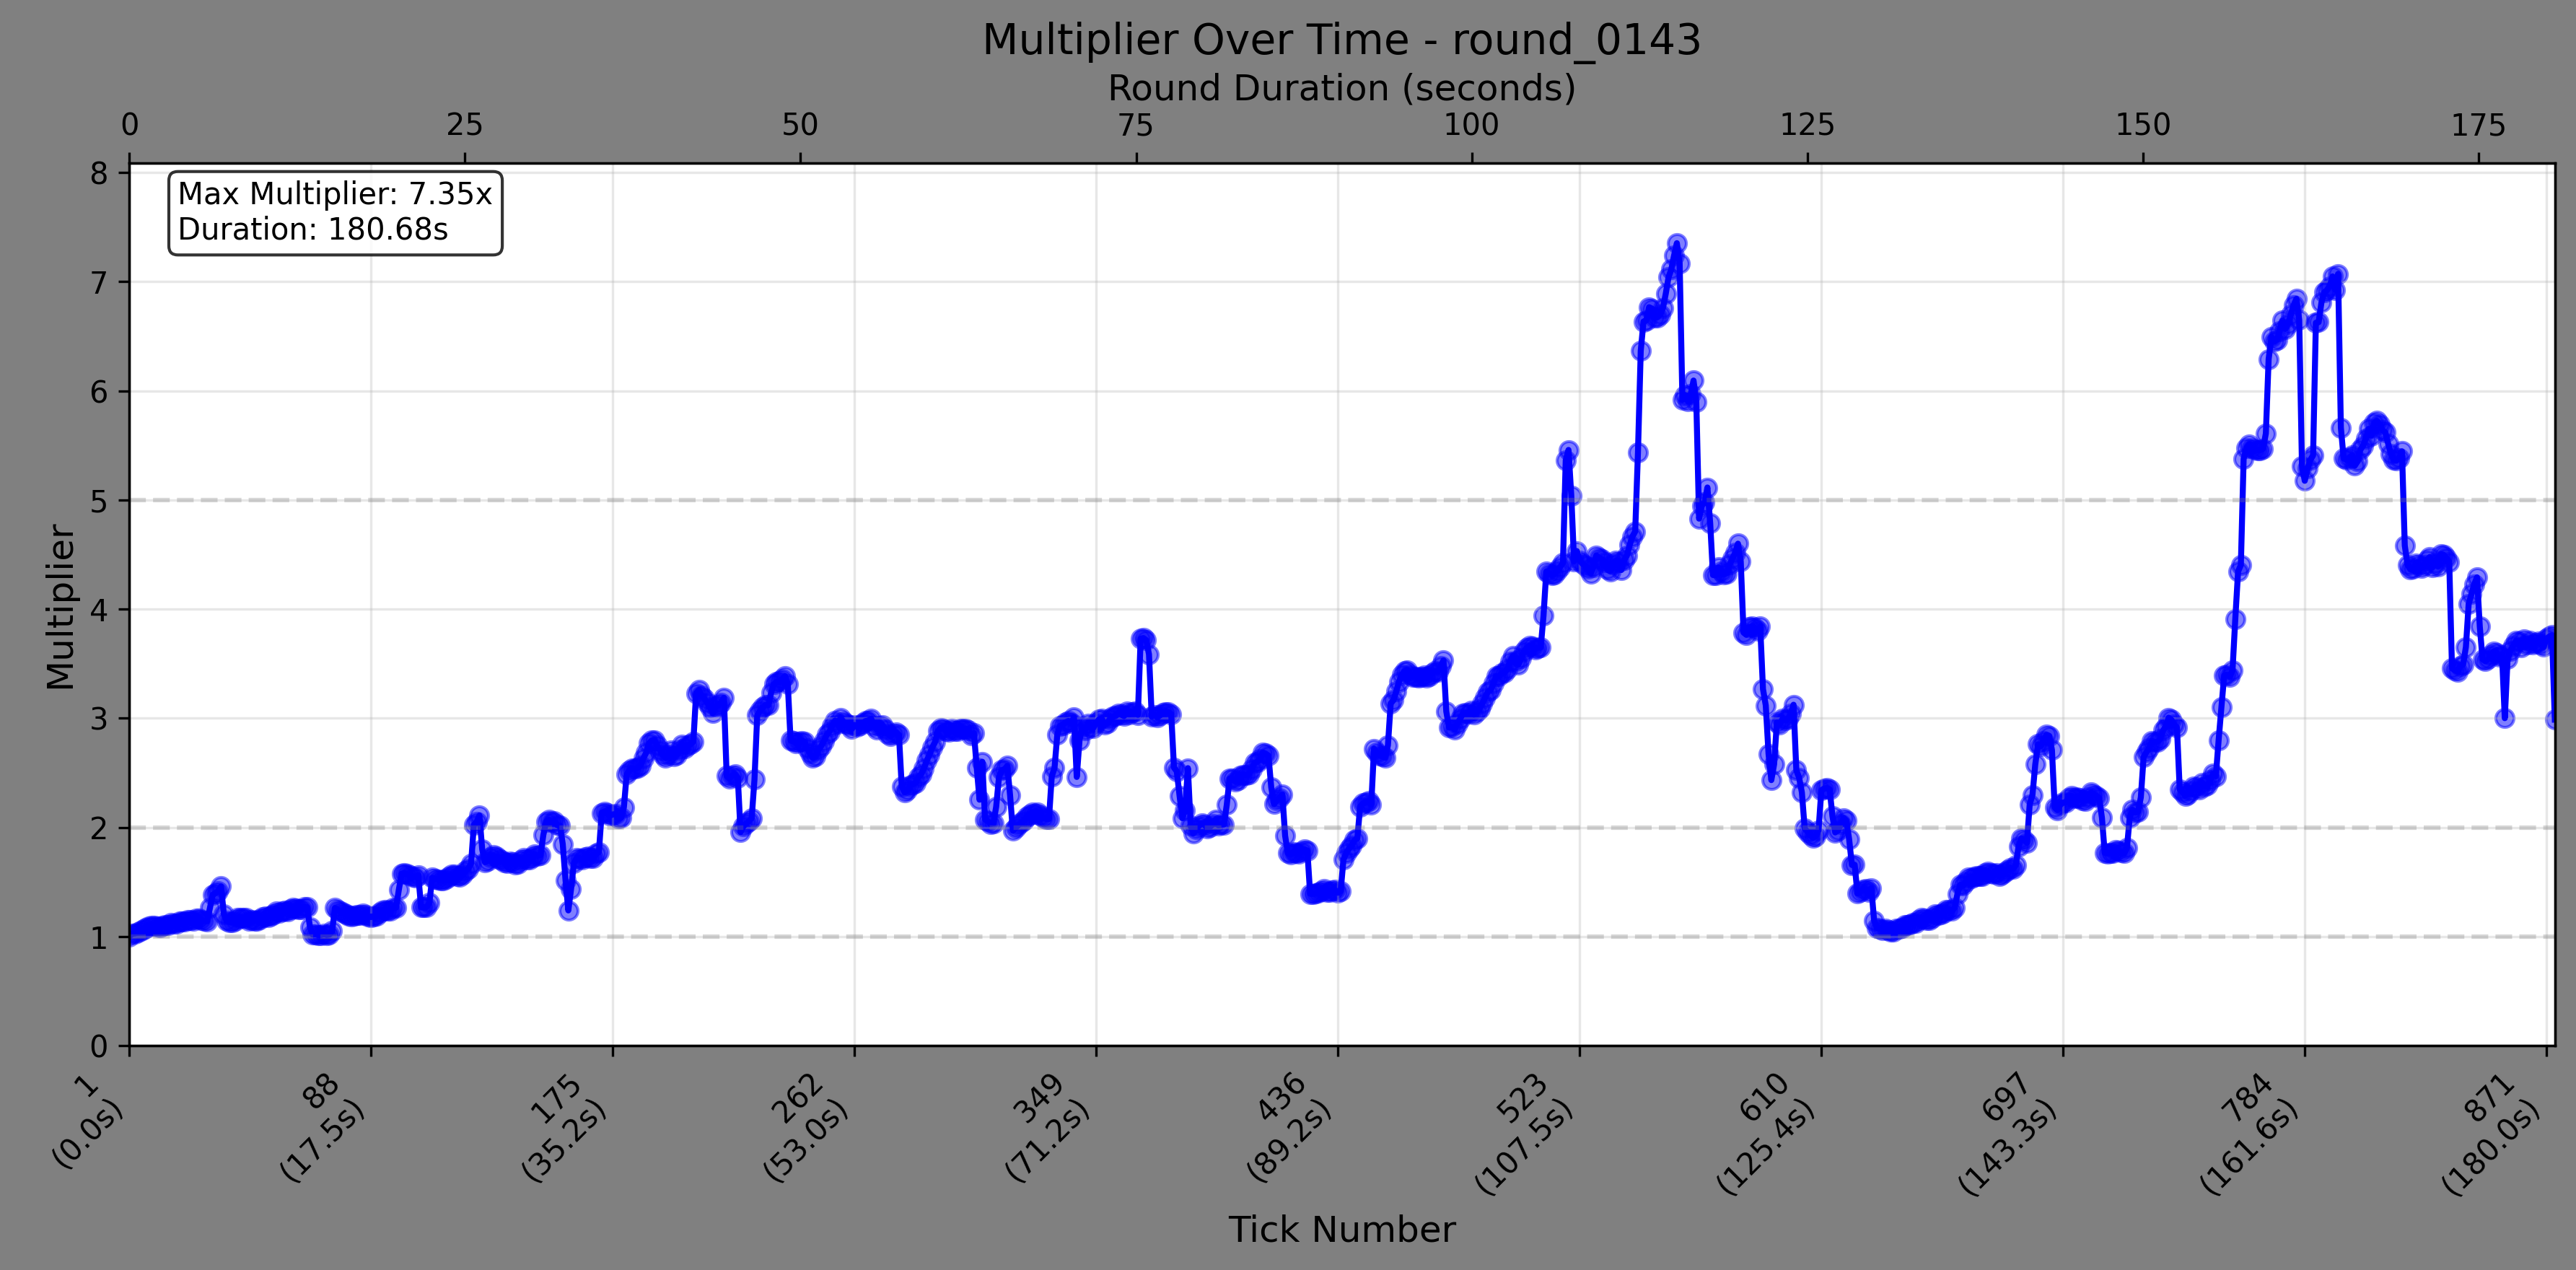 Multiplier Over Time - round_0143
Round Duration (seconds)
0 25 50 75 100 125 150 175
Max Multiplier: 7.35x
Duration: 180.68s
8
7
6
5
4
3
2
1
0
Multiplier
1
(0.0s)
88
(17.5s)
175
(35.2s)
262
(53.0s)
349
(71.2s)
436
(89.2s)
523
(107.5s)
610
(125.4s)
697
(143.3s)
784
(161.6s)
871
(180.0s)
Tick Number